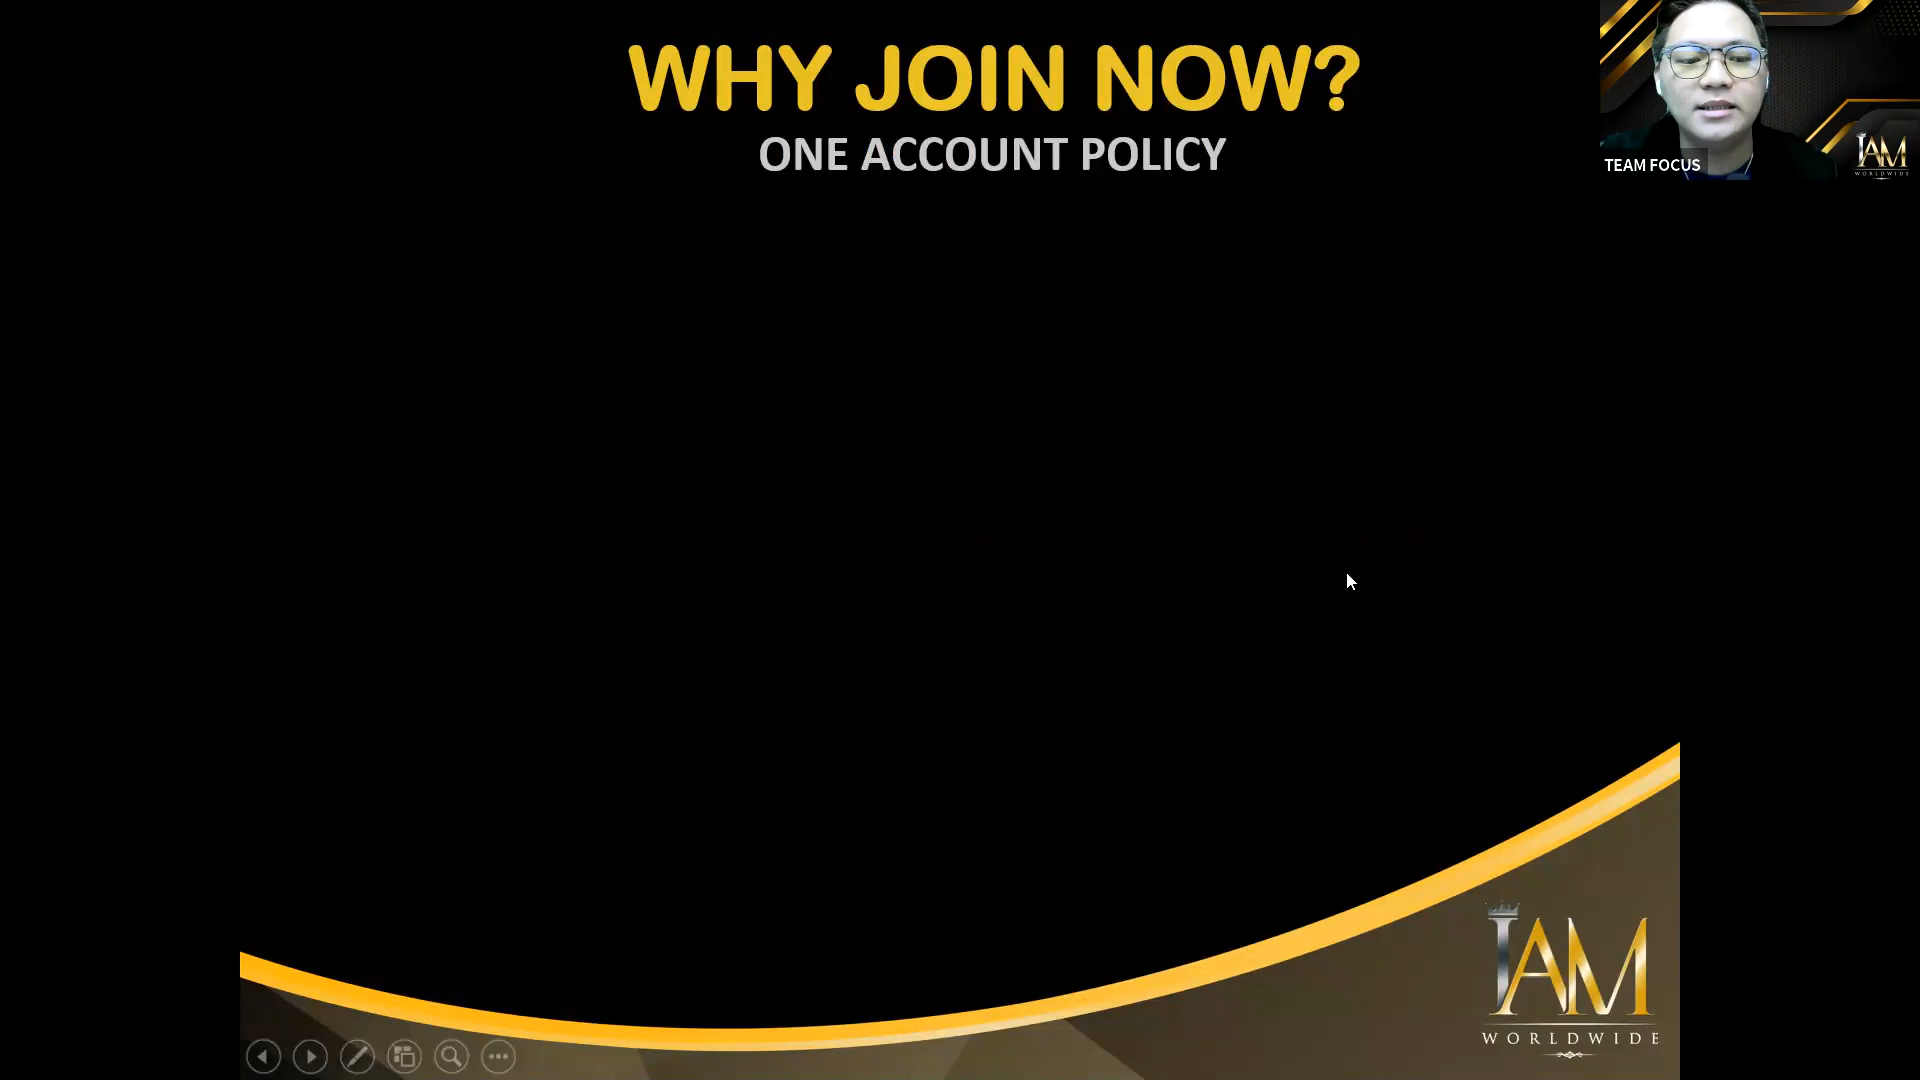 WHY JOIN NOW?
ONE ACCOUNT POLICY
TEAM FOCUS
IAM
WORLDWIDE
IAM
WORLDWIDE